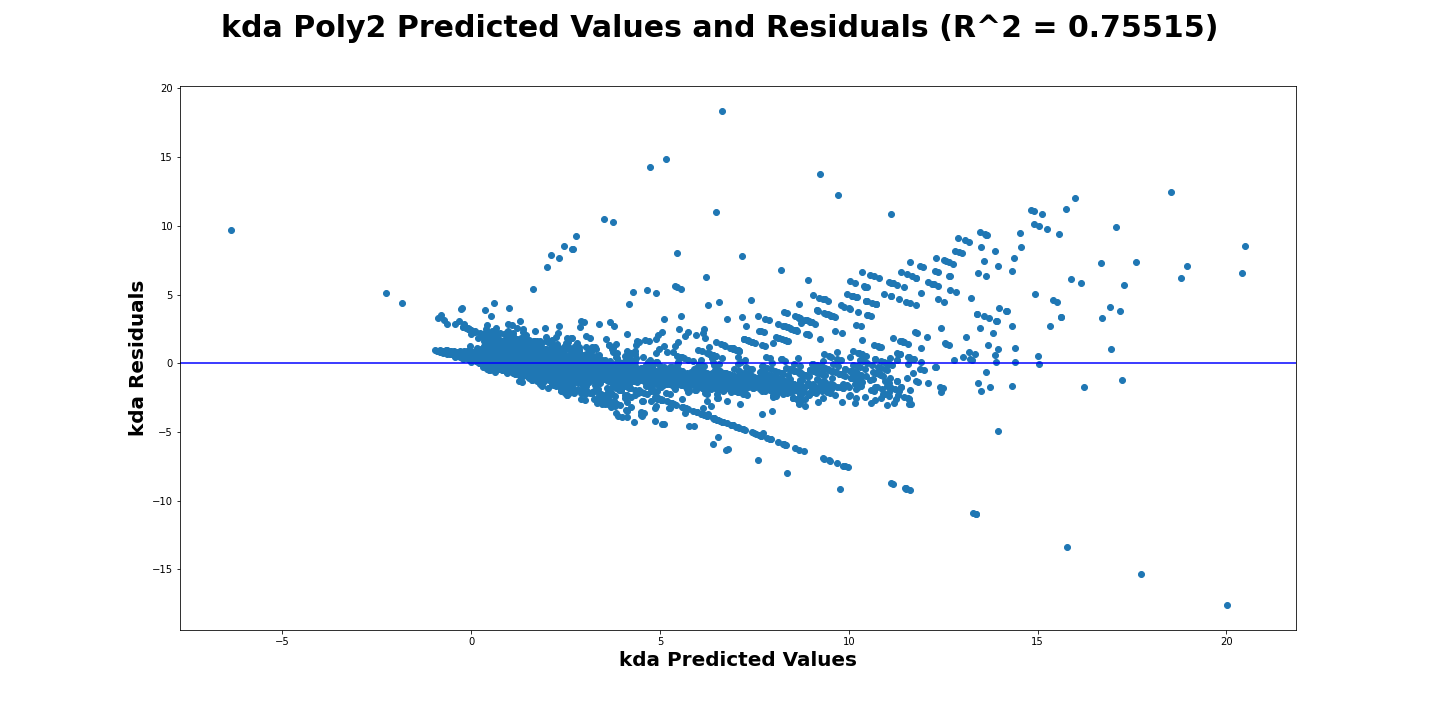 kda Poly2 Predicted Values and Residuals (R^2 = 0.75515)
20
15
10
5
0
−5
−10
−15
kda Residuals
−5 0 5 10 15 20
kda Predicted Values